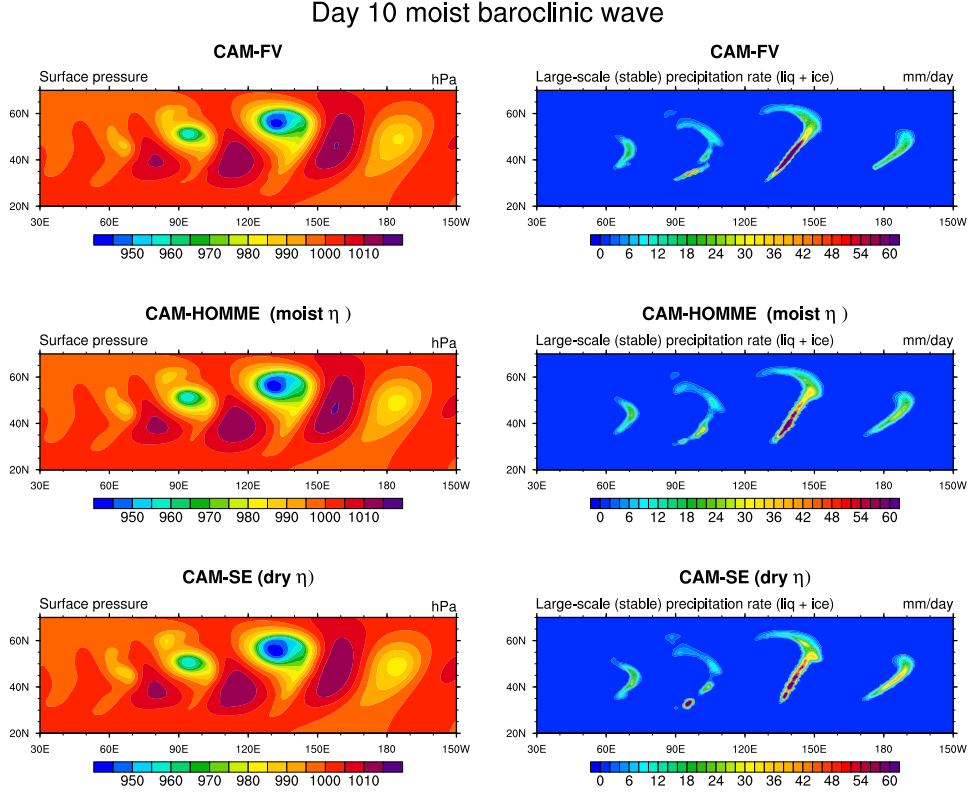 Day 10 moist baroclinic wave
CAM-FV
Surface pressure hPa
60N
40N
20N
30E 60E 90E 120E 150E 180 150W
950 960 970 980 990 1000 1010
CAM-FV
Large-scale (stable) precipitation rate (liq + ice) mm/day
60N
40N
20N
30E 60E 90E 120E 150E 180 150W
0 6 12 18 24 30 36 42 48 54 60
CAM-HOMME (moist η )
Surface pressure hPa
60N
40N
20N
30E 60E 90E 120E 150E 180 150W
950 960 970 980 990 1000 1010
CAM-HOMME (moist η )
Large-scale (stable) precipitation rate (liq + ice) mm/day
60N
40N
20N
30E 60E 90E 120E 150E 180 150W
0 6 12 18 24 30 36 42 48 54 60
CAM-SE (dry η)
Surface pressure hPa
60N
40N
20N
30E 60E 90E 120E 150E 180 150W
950 960 970 980 990 1000 1010
CAM-SE (dry η)
Large-scale (stable) precipitation rate (liq + ice) mm/day
60N
40N
20N
30E 60E 90E 120E 150E 180 150W
0 6 12 18 24 30 36 42 48 54 60